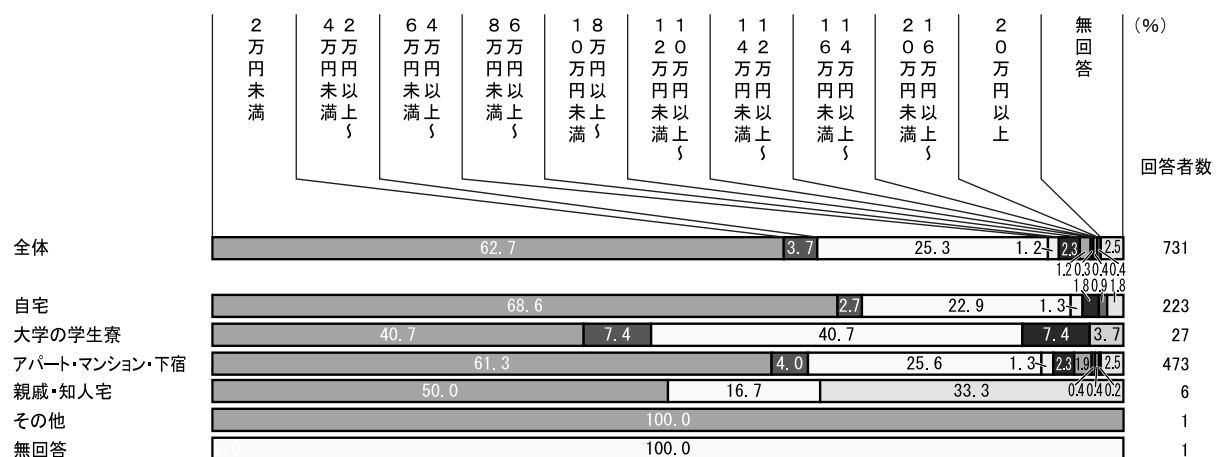 ２万円未満
２万円以上～
４万円未満
４万円以上～
６万円未満
６万円以上～
８万円未満
８万円以上～
１０万円未満
１０万円以上～
１２万円未満
１２万円以上～
１４万円未満
１４万円以上～
１６万円未満
１６万円以上～
２０万円未満
２０万円以上
無回答
(%)
回答者数
全体 62.7 3.7 25.3 1.2 2.3 2.5 731
1.2 0.3 0.4 0.4
1.8 0.9 1.8
自宅 68.6 2.7 22.9 1.3 223
大学の学生寮 40.7 7.4 40.7 7.4 3.7 27
アパート・マンション・下宿 61.3 4.0 25.6 1.3 2.3 1.9 2.5 473
親戚・知人宅 50.0 16.7 33.3 0.4 0.4 0.2 6
その他 100.0 1
無回答 100.0 1